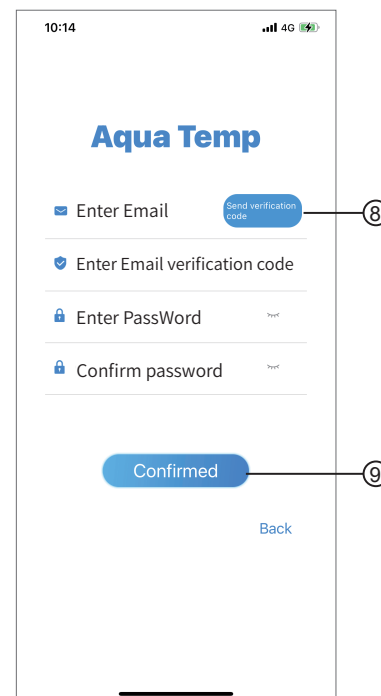 10:14 4G
Aqua Temp
Enter Email
Send verification
code
⑧
Enter Email verification code
Enter PassWord
Confirm password
Confirmed
⑨
Back